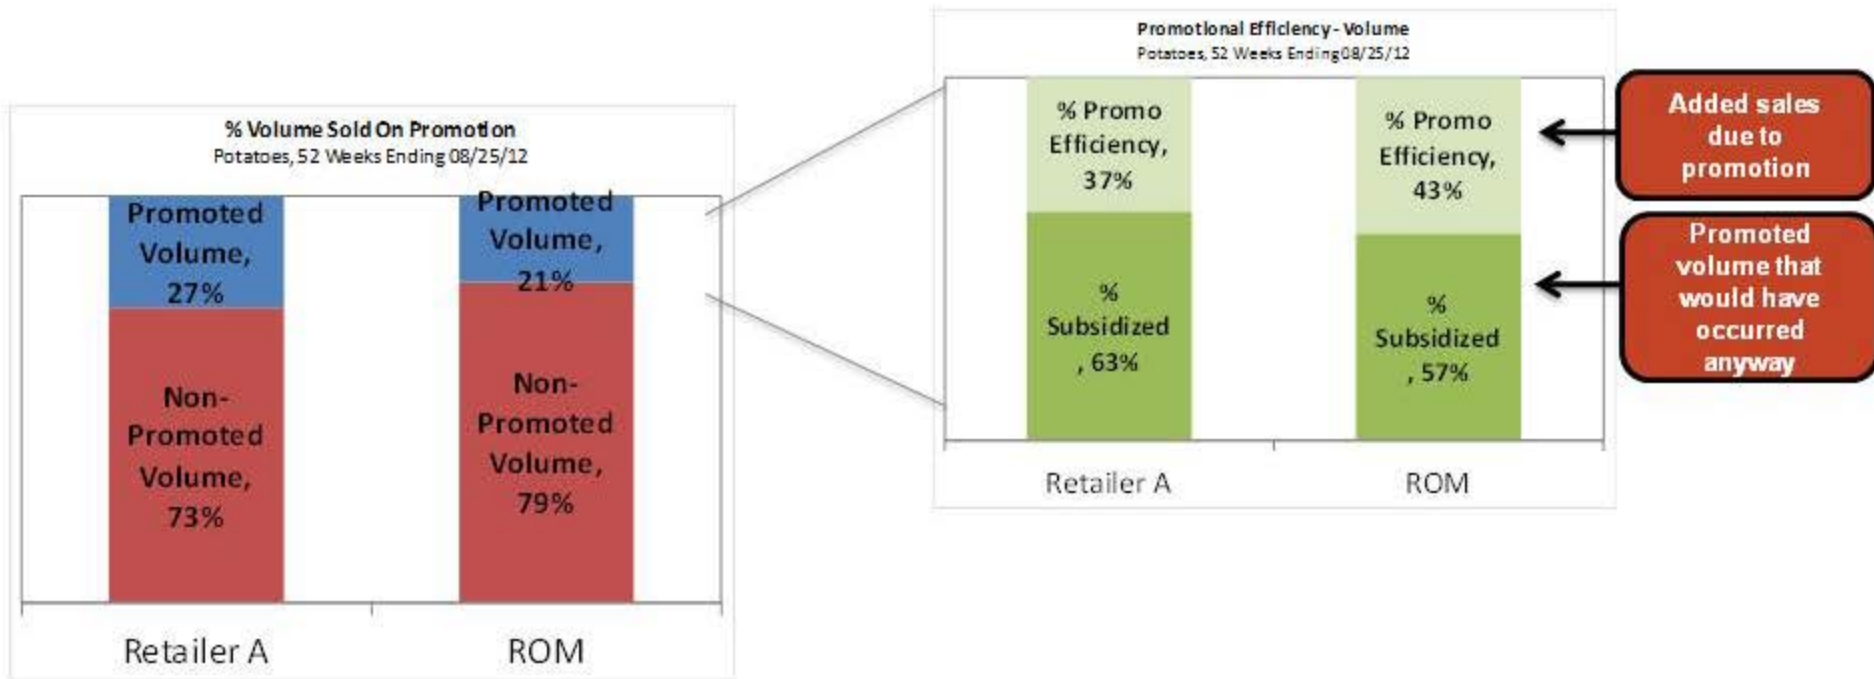 % Volume Sold On Promotion
Potatoes, 52 Weeks Ending 08/25/12
Promoted
Volume,
27%
Non-
Promoted
Volume,
73%
Promoted
Volume,
21%
Non-
Promoted
Volume,
79%
Retailer A
ROM
Promotional Efficiency - Volume
Potatoes, 52 Weeks Ending 08/25/12
% Promo
Efficiency,
37%
%
Subsidized
, 63%
% Promo
Efficiency,
43%
%
Subsidized
, 57%
Retailer A
ROM
Added sales
due to
promotion
Promoted
volume that
would have
occurred
anyway